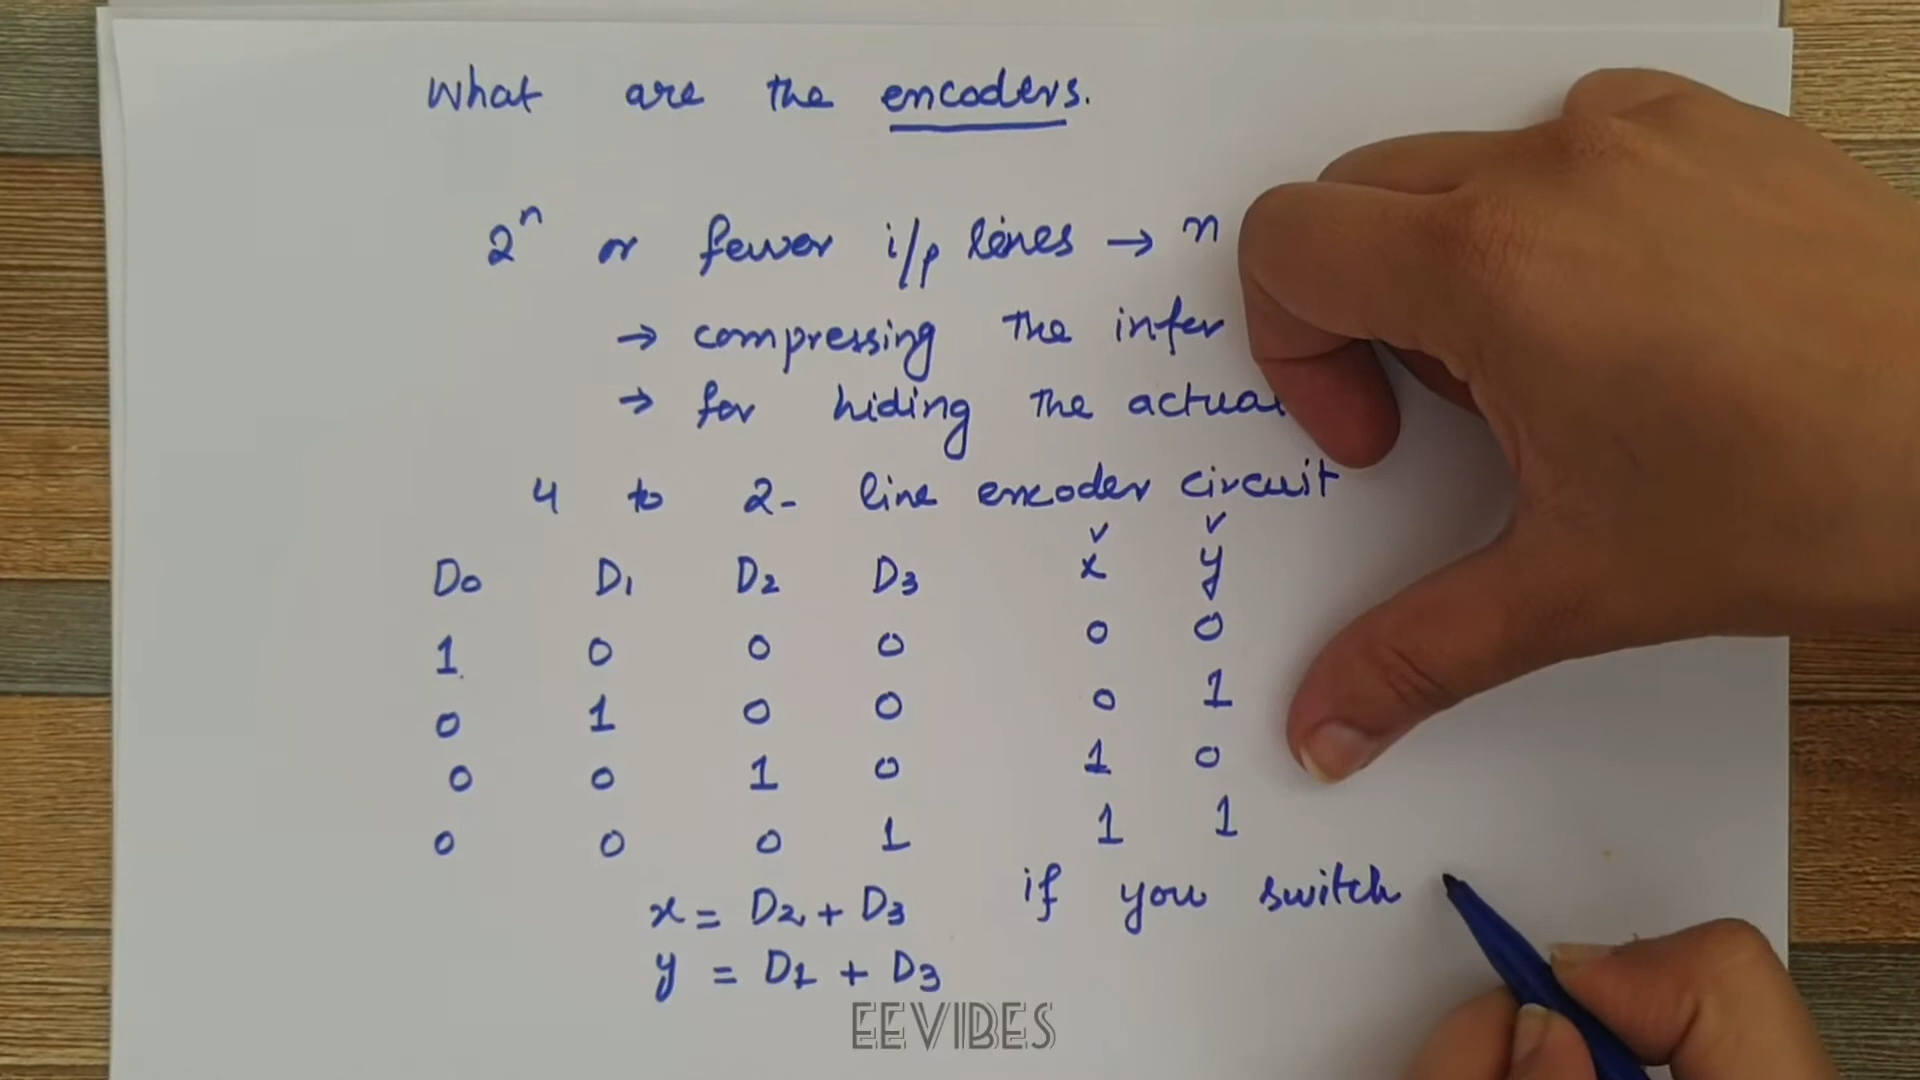 What are the encoders.
2ⁿ or fewer i/p lines → n
→ compressing the infor
→ for hiding the actual
4 to 2- line encoder circuit
D0 D1 D2 D3 x y
1 0 0 0 0 0
0 1 0 0 0 1
0 0 1 0 1 0
0 0 0 1 1 1
x = D2 + D3 if you switch
y = D1 + D3
EEVIBES